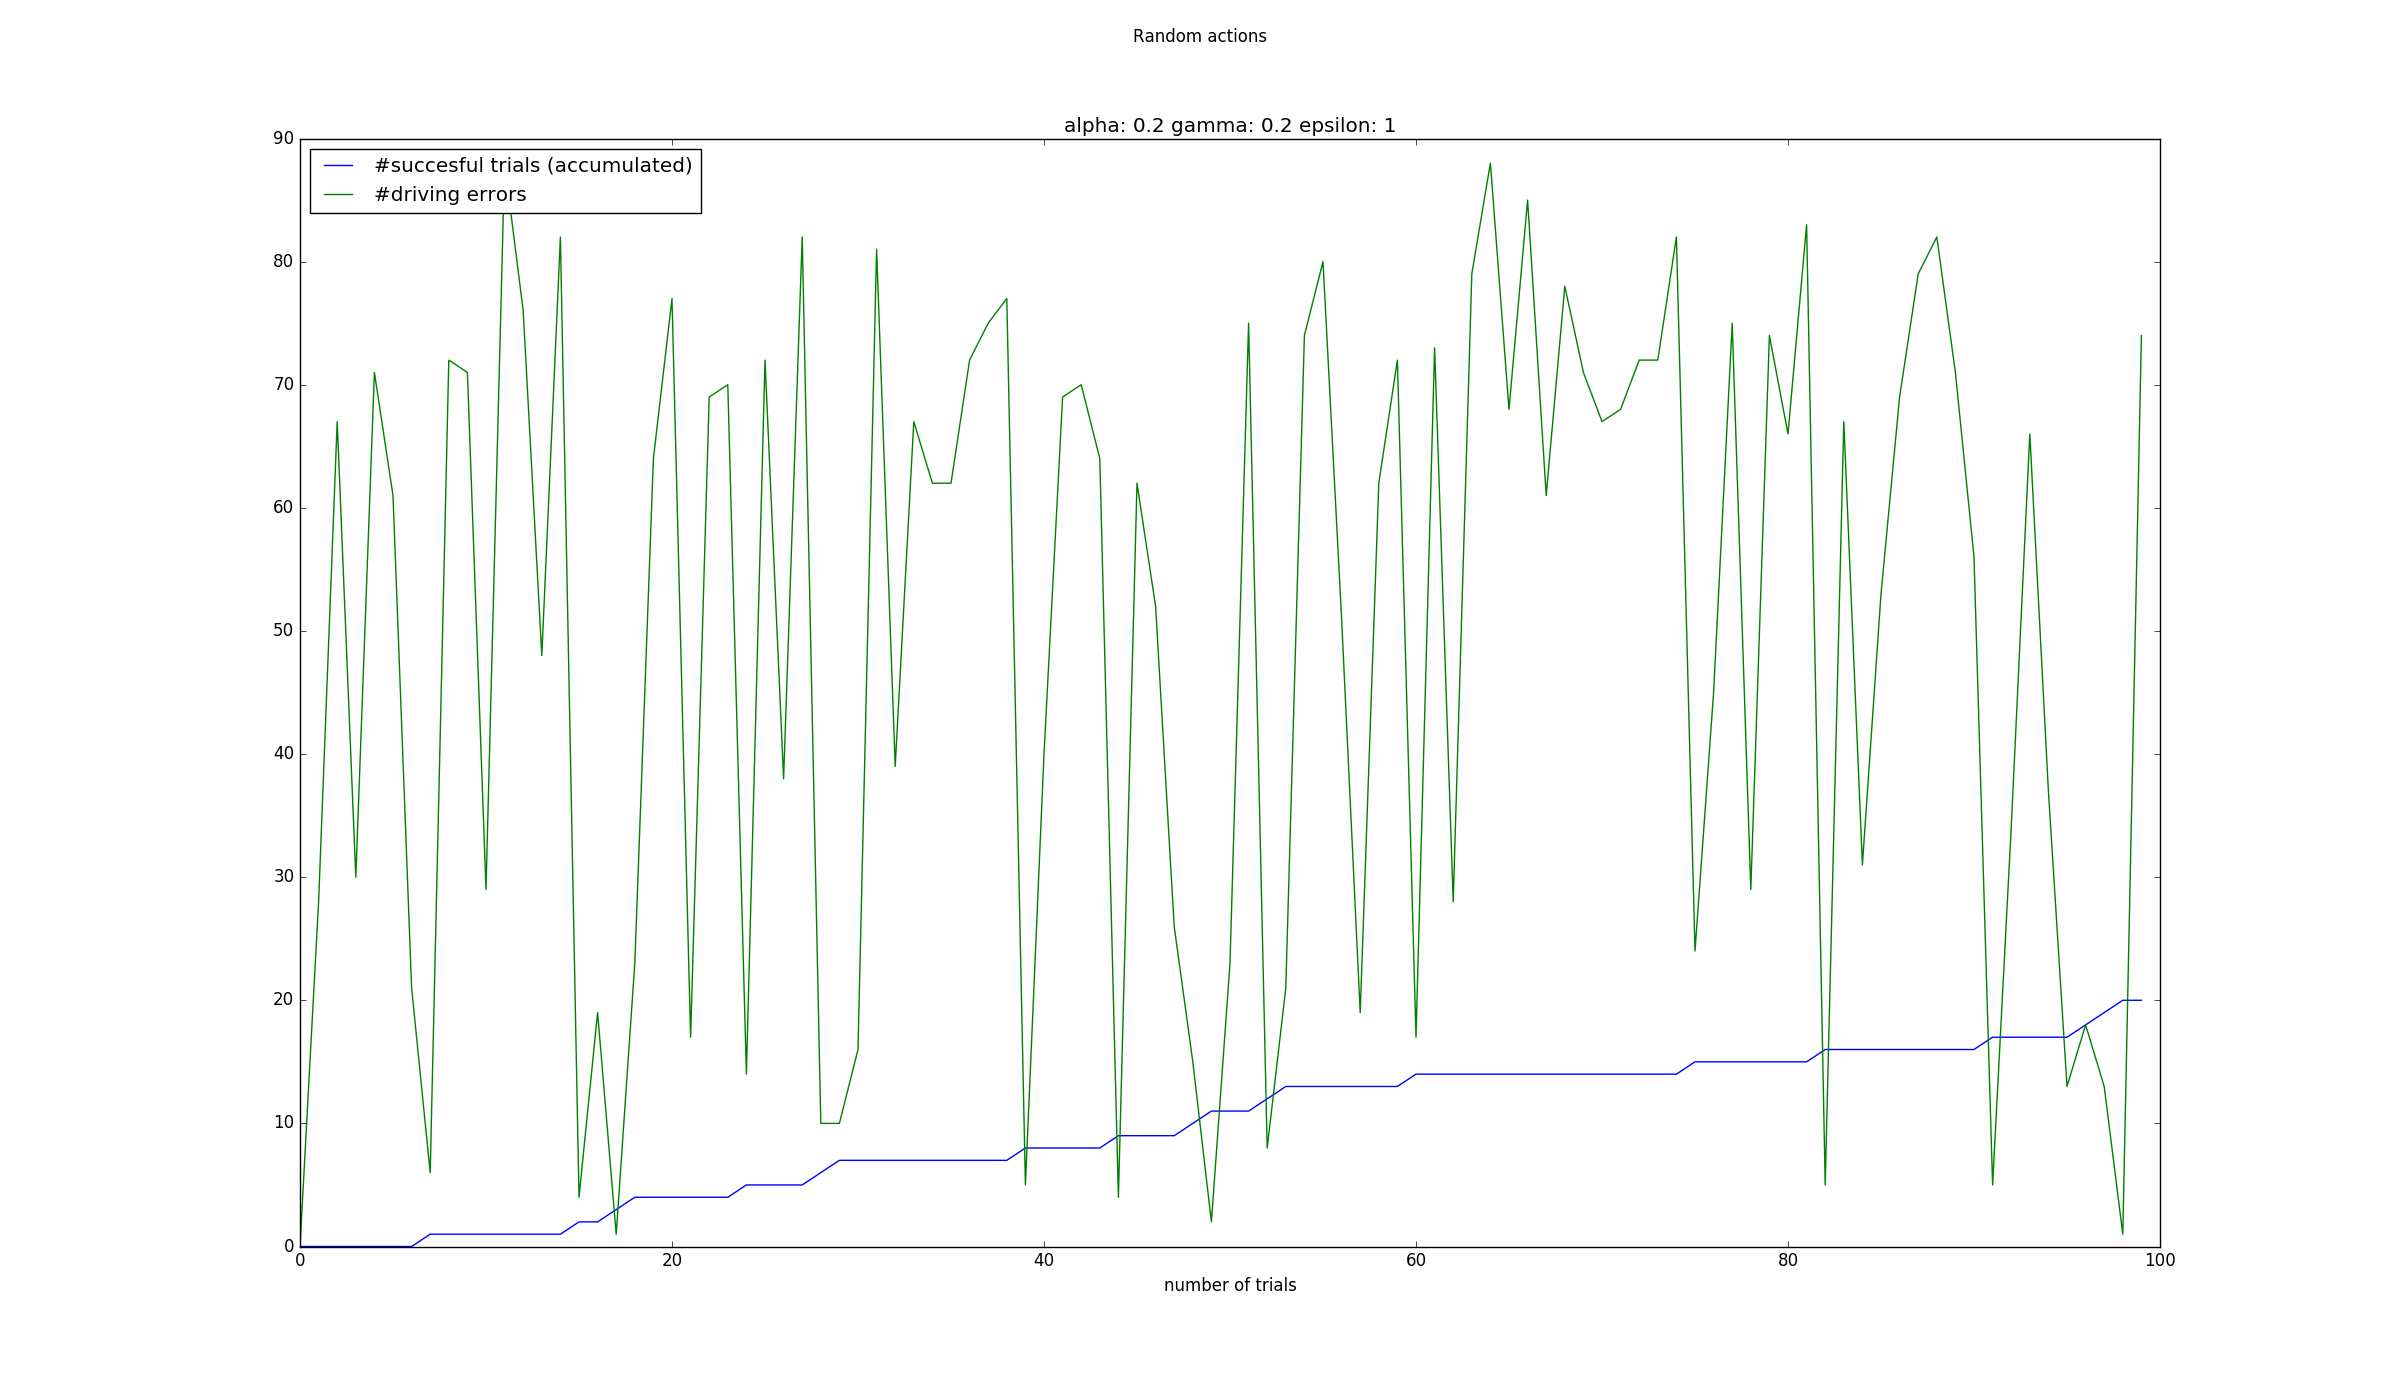 Random actions
alpha: 0.2 gamma: 0.2 epsilon: 1
90
#succesful trials (accumulated)
#driving errors
80
70
60
50
40
30
20
10
0
0 20 40 60 80 100
number of trials